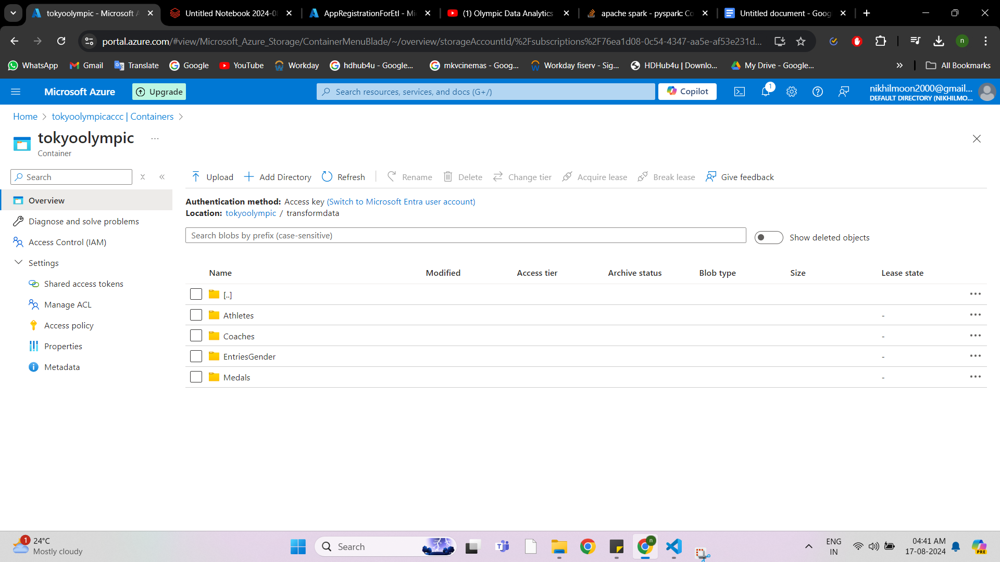 tokyoolympic - Microsoft A
Untitled Notebook 2024-08
AppRegistrationForEtl - Mi
(1) Olympic Data Analytics
apache spark - pyspark: Co
Untitled document - Goog
portal.azure.com/#view/Microsoft_Azure_Storage/ContainerMenuBlade/~/overview/storageAccountId/%2Fsubscriptions%2F76ea1d08-0c54-4347-aa5e-af53e231d...
n
WhatsApp
Gmail
Translate
Google
YouTube
Workday
hdhub4u - Google...
mkvcinemas - Goog...
Workday fiserv - Sig...
HDHub4u | Downlo...
My Drive - Google...
All Bookmarks
Microsoft Azure
Upgrade
Search resources, services, and docs (G+/)
Copilot
1
nikhilmoon2000@gmail...
DEFAULT DIRECTORY (NIKHILMO...
Home
tokyoolympicaccc | Containers
tokyoolympic
...
Container
Search
Upload
Add Directory
Refresh
Rename
Delete
Change tier
Acquire lease
Break lease
Give feedback
Overview
Diagnose and solve problems
Access Control (IAM)
Settings
Shared access tokens
Manage ACL
Access policy
Properties
Metadata
Authentication method: Access key (Switch to Microsoft Entra user account)
Location: tokyoolympic / transformdata
Search blobs by prefix (case-sensitive)
Show deleted objects
Name Modified Access tier Archive status Blob type Size Lease state
[..]
Athletes -
Coaches -
EntriesGender -
Medals -
1
24°C
Mostly cloudy
Search
n
ENG
IN
04:41 AM
17-08-2024
PRE